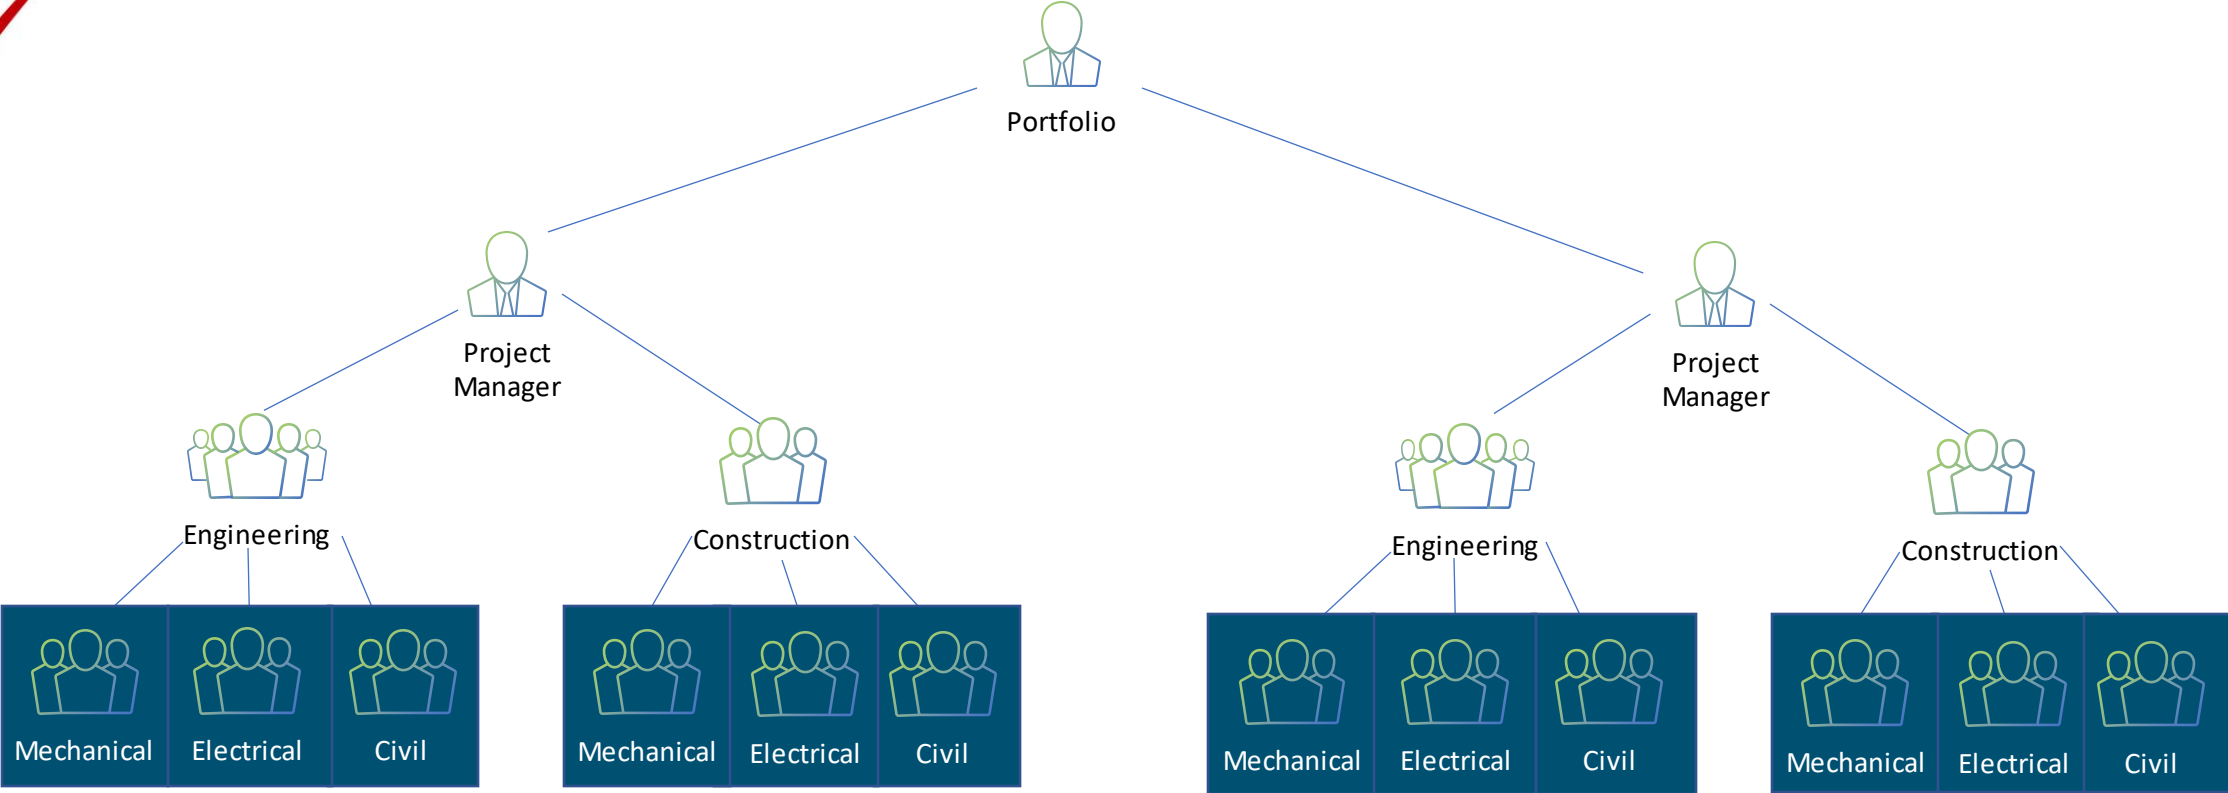 Portfolio
Project
Manager
Project
Manager
Engineering
Construction
Engineering
Construction
Mechanical
Electrical
Civil
Mechanical
Electrical
Civil
Mechanical
Electrical
Civil
Mechanical
Electrical
Civil